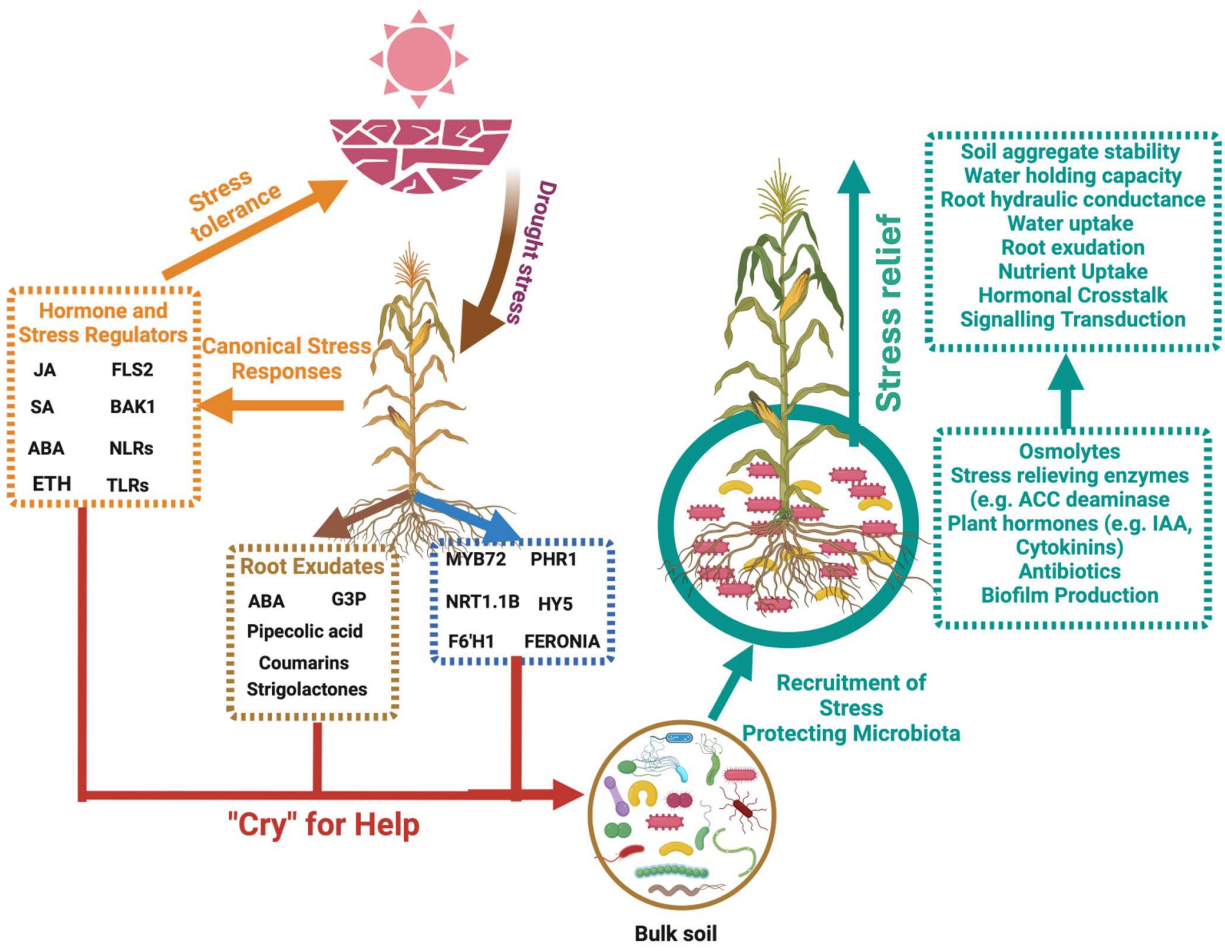 Drought stress
Stress
tolerance
Hormone and
Stress Regulators
JA FLS2
SA BAK1
ABA NLRs
ETH TLRs
Canonical Stress
Responses
Root Exudates
ABA G3P
Pipecolic acid
Coumarins
Strigolactones
MYB72 PHR1
NRT1.1B HY5
F6'H1 FERONIA
"Cry" for Help
Bulk soil
Recruitment of
Stress
Protecting Microbiota
Stress relief
Soil aggregate stability
Water holding capacity
Root hydraulic conductance
Water uptake
Root exudation
Nutrient Uptake
Hormonal Crosstalk
Signalling Transduction
Osmolytes
Stress relieving enzymes
(e.g. ACC deaminase
Plant hormones (e.g. IAA,
Cytokinins)
Antibiotics
Biofilm Production